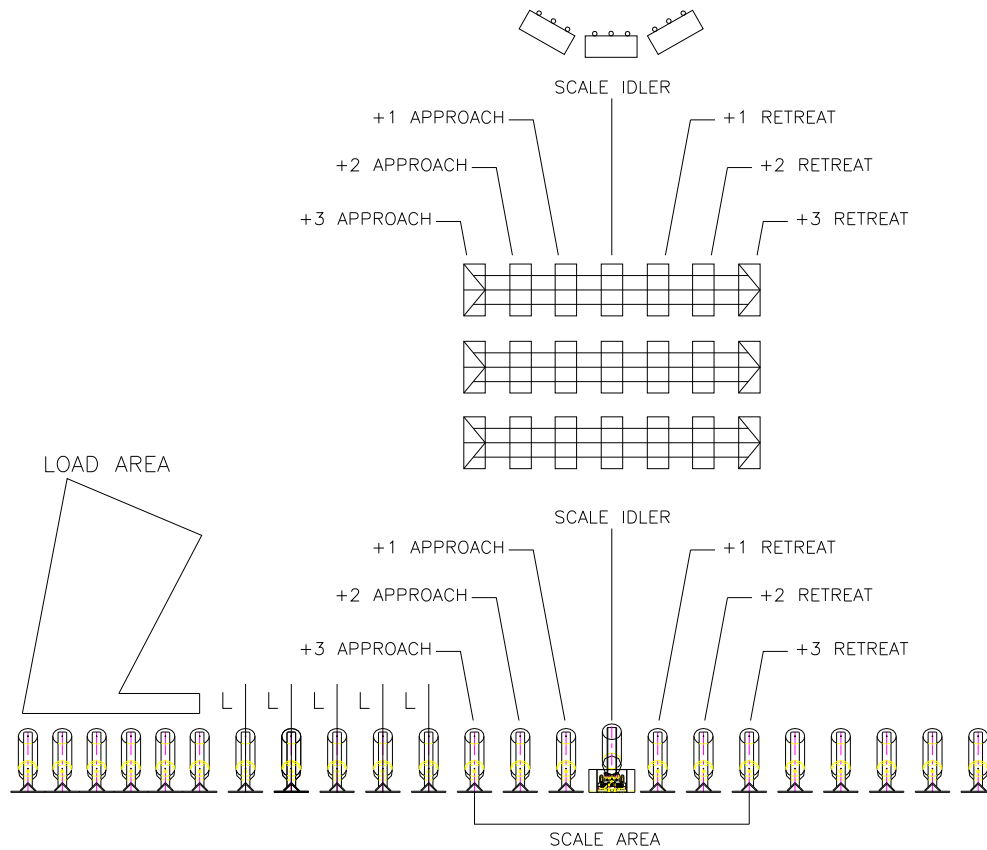 SCALE IDLER
+1 APPROACH
+1 RETREAT
+2 APPROACH
+2 RETREAT
+3 APPROACH
+3 RETREAT
LOAD AREA
SCALE IDLER
+1 APPROACH
+1 RETREAT
+2 APPROACH
+2 RETREAT
+3 APPROACH
+3 RETREAT
L L L L L
SCALE AREA